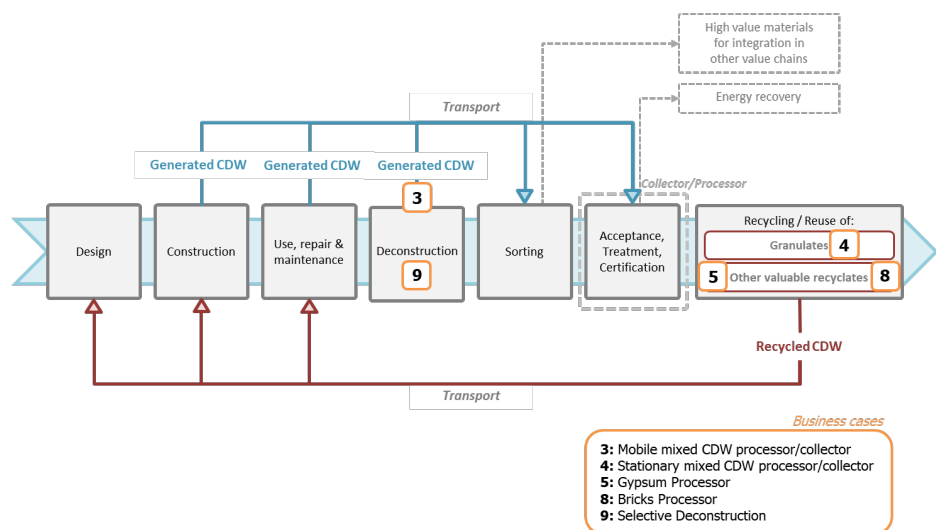 High value materials
for integration in
other value chains
Energy recovery
Transport
Generated CDW
Generated CDW
Generated CDW
Collector/Processor
3
Design
Construction
Use, repair &
maintenance
Deconstruction
9
Sorting
Acceptance,
Treatment,
Certification
Recycling / Reuse of:
Granulates 4
5 Other valuable recyclates 8
Recycled CDW
Transport
Business cases
3: Mobile mixed CDW processor/collector
4: Stationary mixed CDW processor/collector
5: Gypsum Processor
8: Bricks Processor
9: Selective Deconstruction